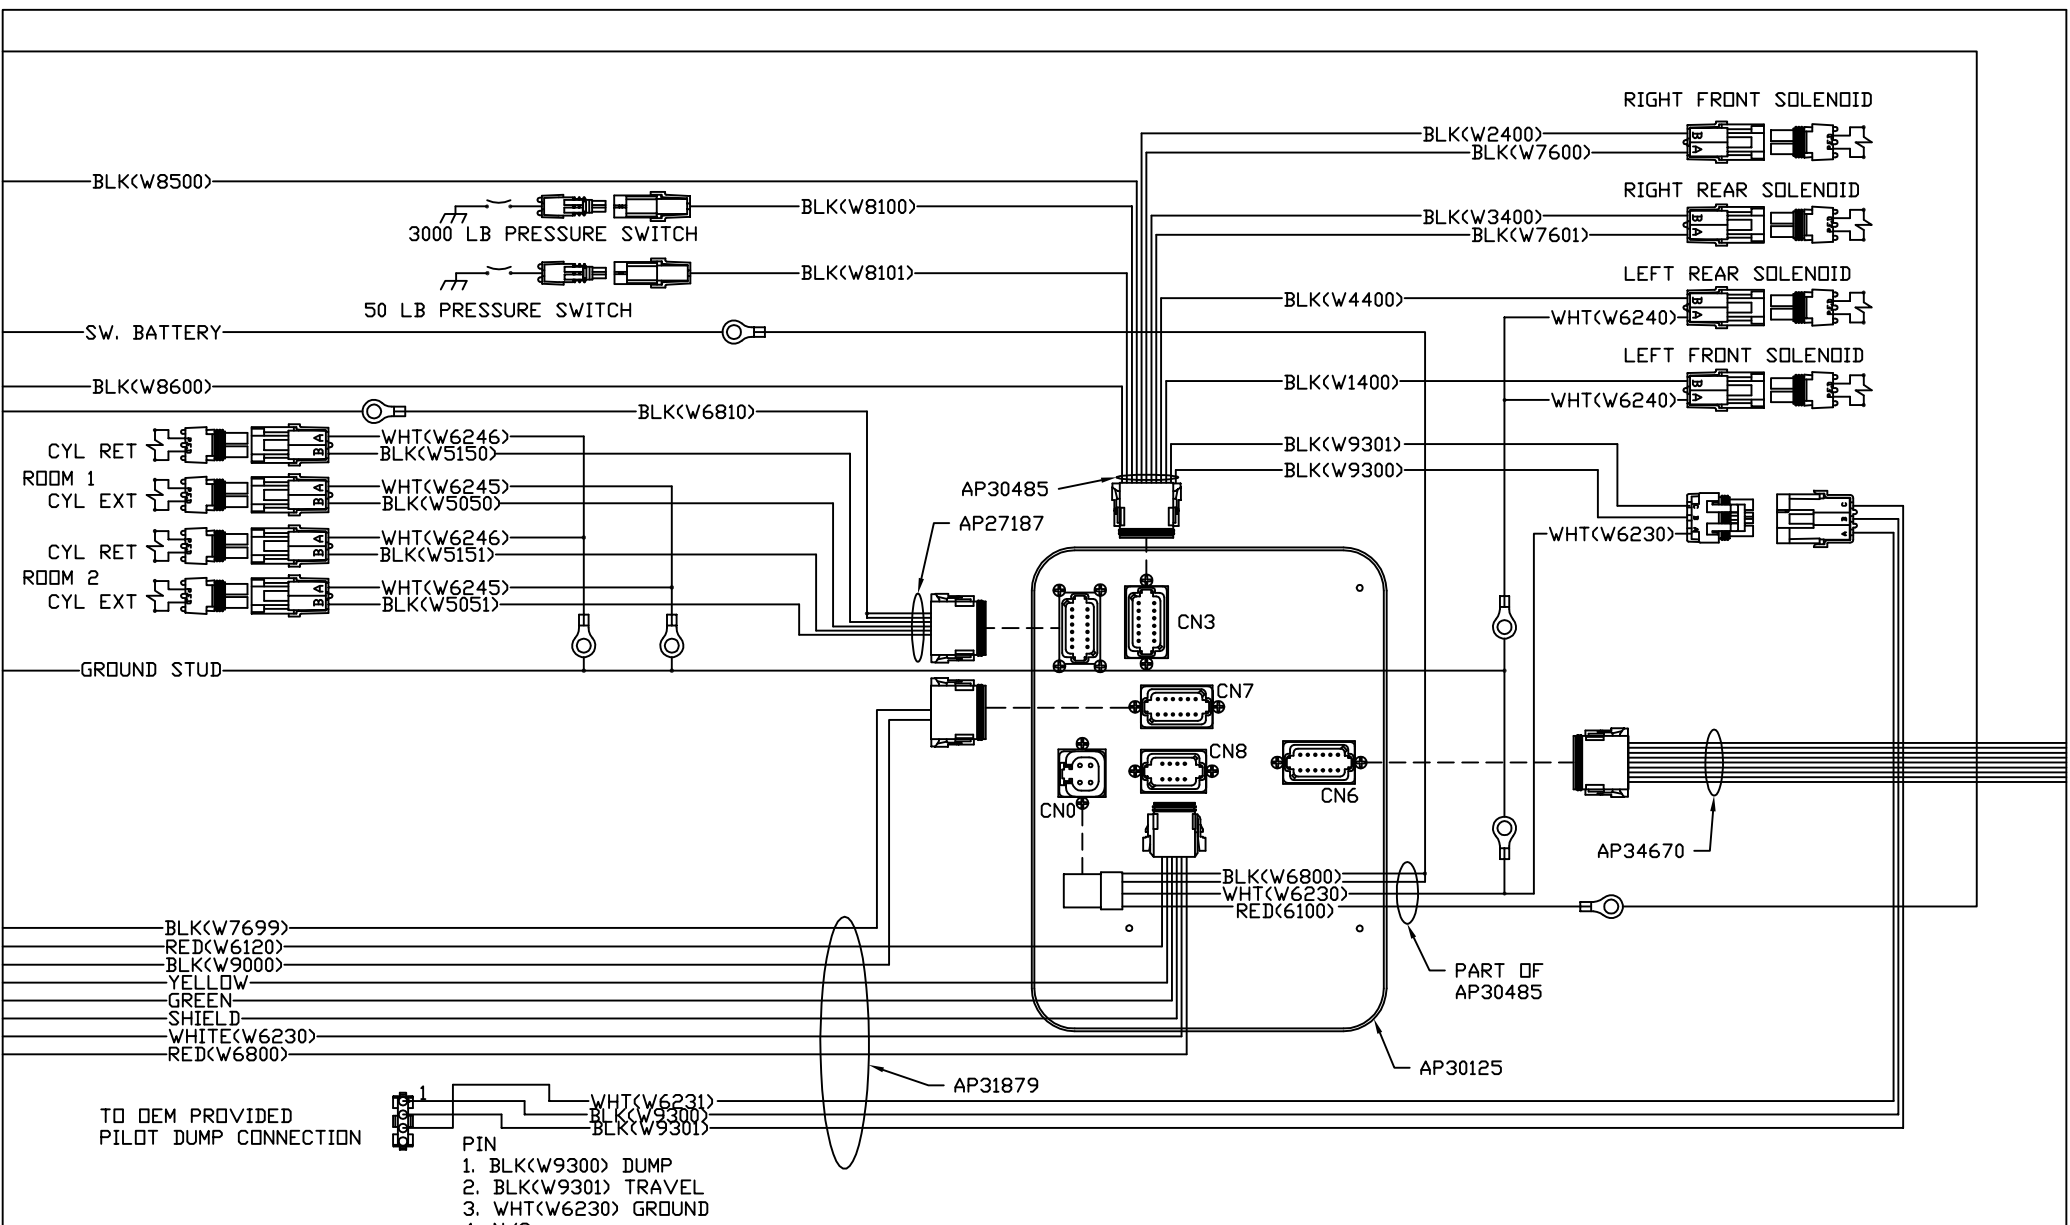 RIGHT FRONT SOLENOID
BLK(W2400)
B
A
BLK(W7600)
BLK(W8500)
RIGHT REAR SOLENOID
BLK(W8100)
BLK(W3400)
B
A
3000 LB PRESSURE SWITCH
BLK(W7601)
BLK(W8101)
LEFT REAR SOLENOID
BLK(W4400)
B
A
50 LB PRESSURE SWITCH
WHT(W6240)
SW. BATTERY
LEFT FRONT SOLENOID
BLK(W8600)
BLK(W1400)
B
A
WHT(W6240)
BLK(W6810)
WHT(W6246)
A
B
CYL RET
BLK(W5150)
BLK(W9301)
BLK(W9300)
ROOM 1
WHT(W6245)
A
B
CYL EXT
BLK(W5050)
AP30485
AP27187
C
B
A
C
B
A
WHT(W6230)
WHT(W6246)
A
B
CYL RET
BLK(W5151)
ROOM 2
WHT(W6245)
A
B
CYL EXT
BLK(W5051)
CN3
GROUND STUD
CN7
CN8
CN6
CN0
AP34670
BLK(W6800)
WHT(W6230)
RED(6100)
PART OF
AP30485
BLK(W7699)
RED(W6120)
BLK(W9000)
YELLOW
GREEN
SHIELD
WHITE(W6230)
RED(W6800)
AP30125
AP31879
1
WHT(W6231)
BLK(W9300)
BLK(W9301)
TO OEM PROVIDED
PILOT DUMP CONNECTION
PIN
1. BLK(W9300) DUMP
2. BLK(W9301) TRAVEL
3. WHT(W6230) GROUND